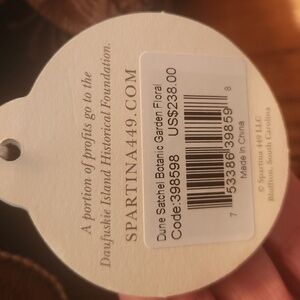 A portion of profits go to the
Daufuskie Island Historical Foundation.
SPARTINA449.COM
Dune Satchel Botanic Garden Floral
Code:398598 US$238.00
7 53386 39859 8
Made in China
© Spartina 449 LLC
Bluffton, South Carolina